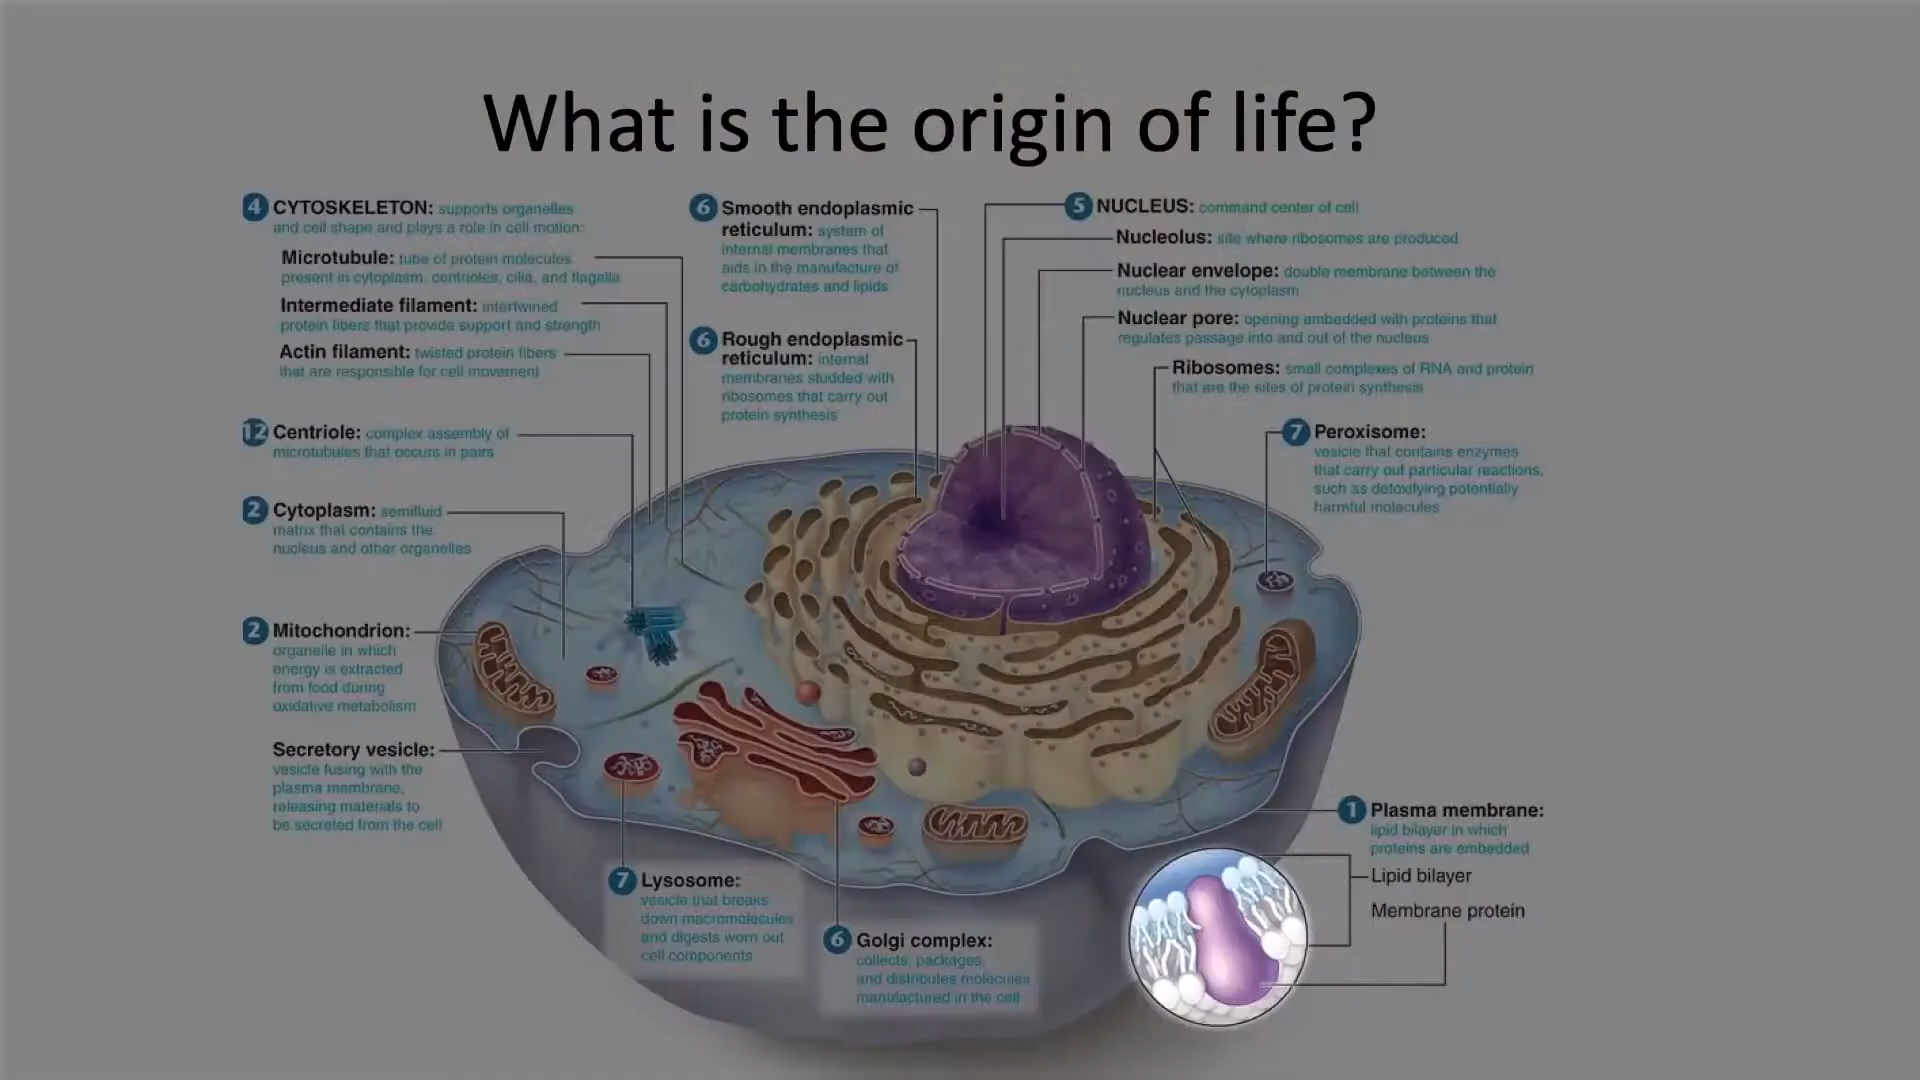 What is the origin of life?
4 CYTOSKELETON: supports organelles
and cell shape and plays a role in cell motion:
Microtubule: tube of protein molecules
present in cytoplasm, centrioles, cilia, and flagella
Intermediate filament: intertwined
protein fibers that provide support and strength
Actin filament: twisted protein fibers
that are responsible for cell movement
12 Centriole: complex assembly of
microtubules that occurs in pairs
2 Cytoplasm: semifluid
matrix that contains the
nucleus and other organelles
2 Mitochondrion:
organelle in which
energy is extracted
from food during
oxidative metabolism
Secretory vesicle:
vesicle fusing with the
plasma membrane,
releasing materials to
be secreted from the cell
6 Smooth endoplasmic
reticulum: system of
internal membranes that
aids in the manufacture of
carbohydrates and lipids
6 Rough endoplasmic
reticulum: internal
membranes studded with
ribosomes that carry out
protein synthesis
5 NUCLEUS: command center of cell
Nucleolus: site where ribosomes are produced
Nuclear envelope: double membrane between the
nucleus and the cytoplasm
Nuclear pore: opening embedded with proteins that
regulates passage into and out of the nucleus
Ribosomes: small complexes of RNA and protein
that are the sites of protein synthesis
7 Peroxisome:
vesicle that contains enzymes
that carry out particular reactions,
such as detoxifying potentially
harmful molecules
7 Lysosome:
vesicle that breaks
down macromolecules
and digests worn out
cell components
6 Golgi complex:
collects, packages,
and distributes molecules
manufactured in the cell
1 Plasma membrane:
lipid bilayer in which
proteins are embedded
Lipid bilayer
Membrane protein